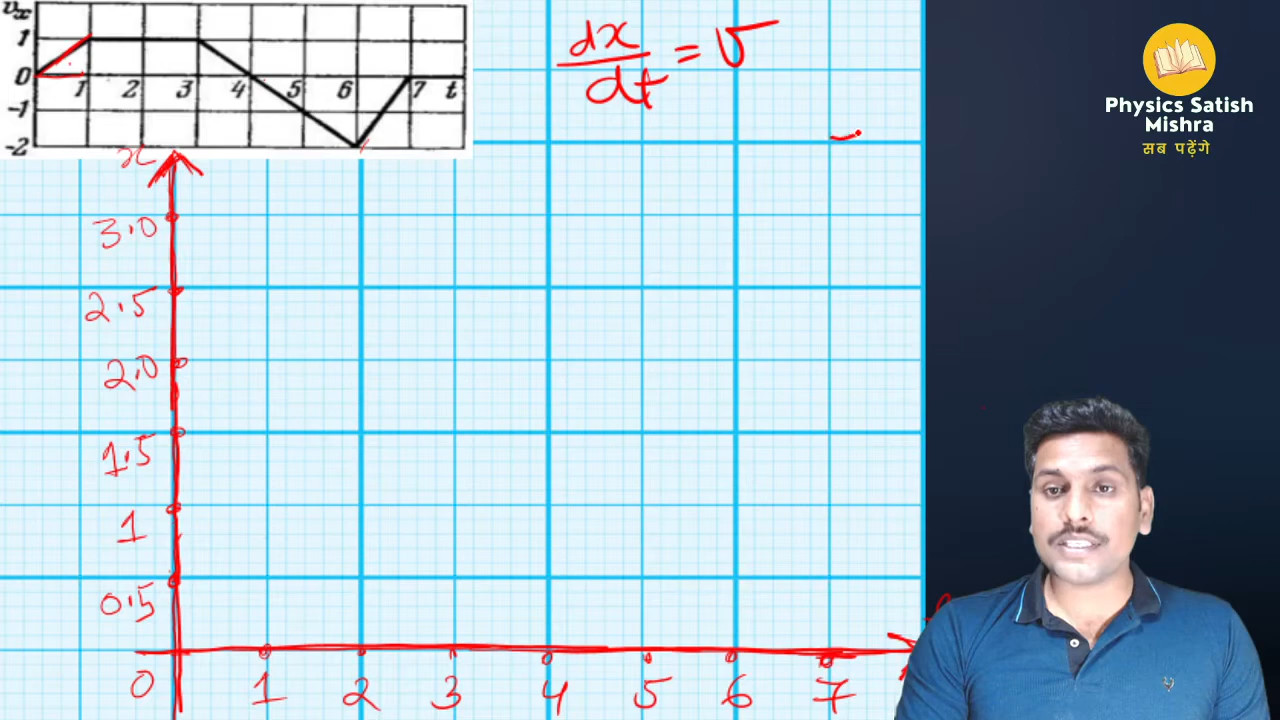 vx
1
0 1 2 3 4 5 6 7 t
-1
-2
dx/dt = v
Physics Satish
Mishra
सब पढ़ेंगे
x
3.0
2.5
2.0
1.5
1
0.5
0 1 2 3 4 5 6 7